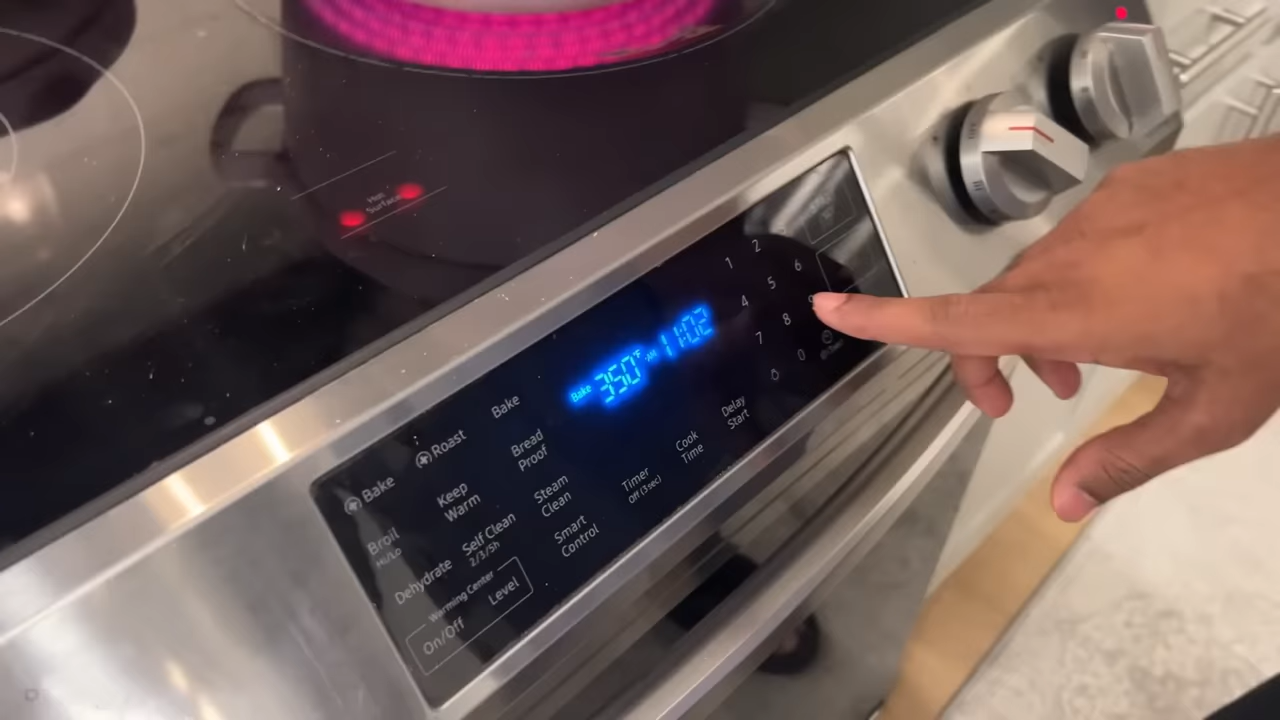 Hot
Surface
Bake 350°F AM 11:02
Bake
Roast
Bake
Broil
Hi/Lo
Keep
Warm
Bread
Proof
Dehydrate
Self Clean
2/3/5h
Steam
Clean
Warming Center
On/Off
Level
Smart
Control
Timer
Off (3sec)
Cook
Time
Delay
Start
1 2
4 5 6
7 8
0
HI